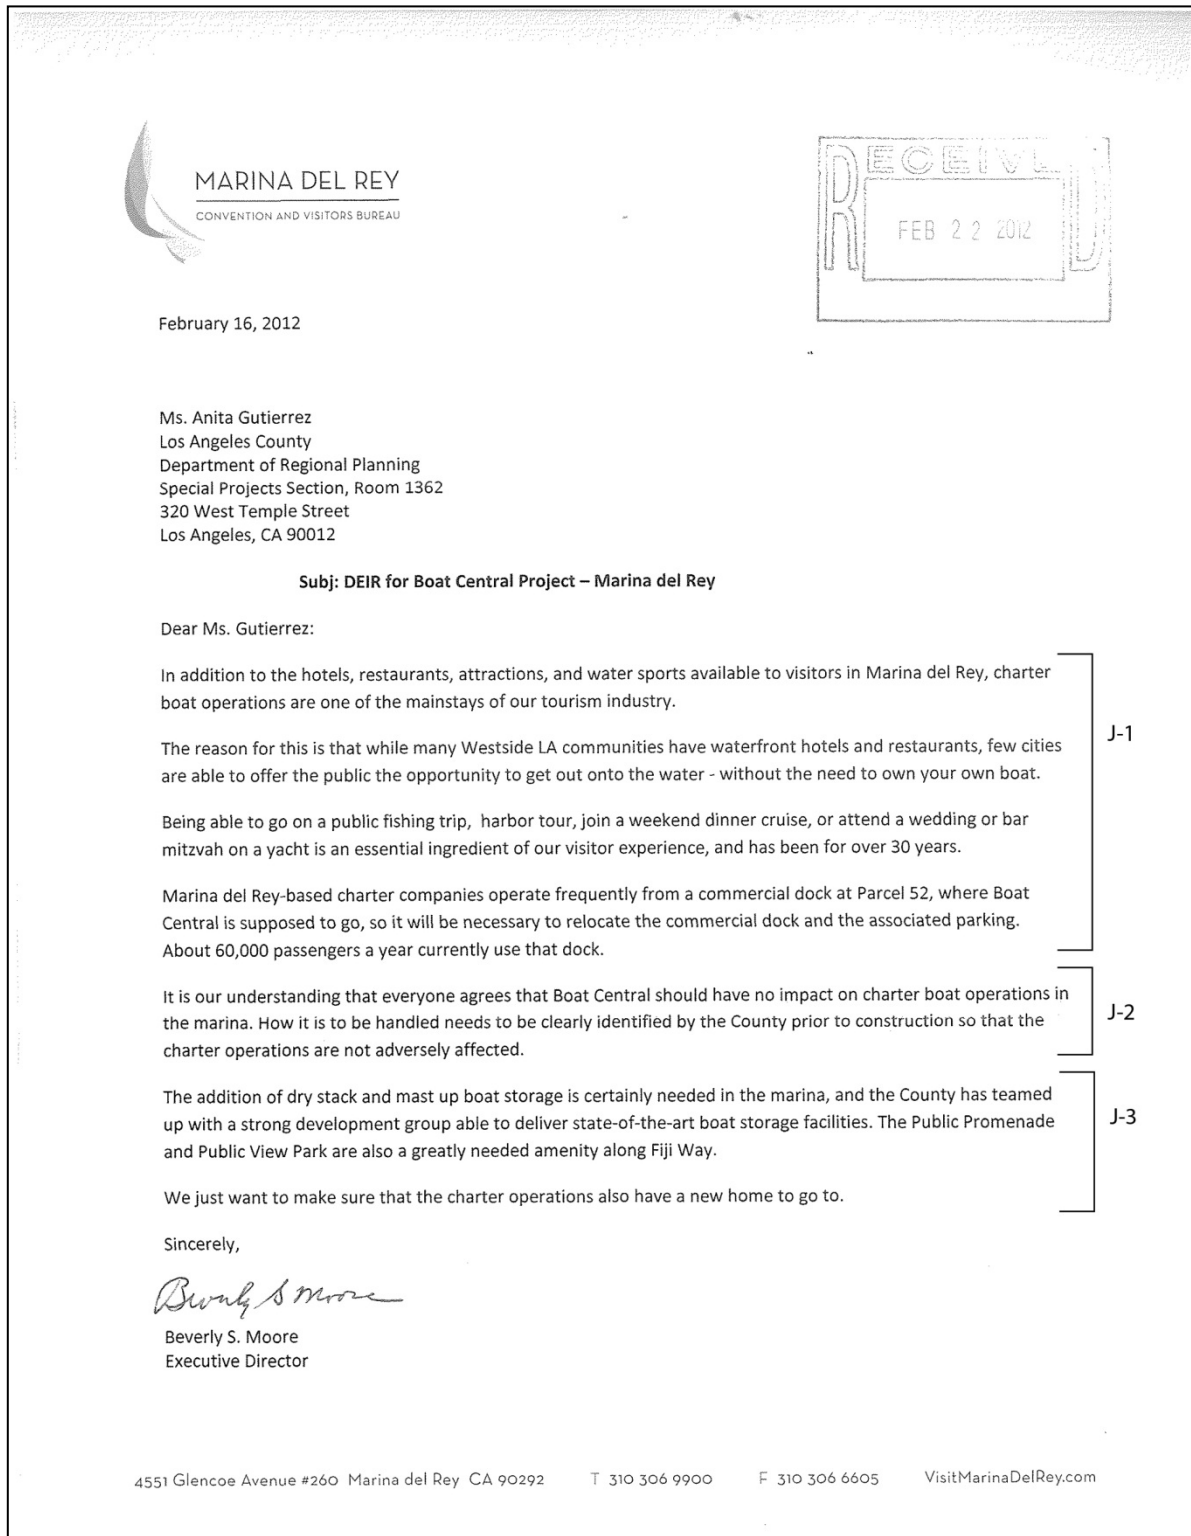 MARINA DEL REY
CONVENTION AND VISITORS BUREAU
RECEIVED
FEB 22 2012
February 16, 2012
Ms. Anita Gutierrez
Los Angeles County
Department of Regional Planning
Special Projects Section, Room 1362
320 West Temple Street
Los Angeles, CA 90012
Subj: DEIR for Boat Central Project – Marina del Rey
Dear Ms. Gutierrez:
In addition to the hotels, restaurants, attractions, and water sports available to visitors in Marina del Rey, charter
boat operations are one of the mainstays of our tourism industry.
J-1
The reason for this is that while many Westside LA communities have waterfront hotels and restaurants, few cities
are able to offer the public the opportunity to get out onto the water - without the need to own your own boat.
Being able to go on a public fishing trip, harbor tour, join a weekend dinner cruise, or attend a wedding or bar
mitzvah on a yacht is an essential ingredient of our visitor experience, and has been for over 30 years.
Marina del Rey-based charter companies operate frequently from a commercial dock at Parcel 52, where Boat
Central is supposed to go, so it will be necessary to relocate the commercial dock and the associated parking.
About 60,000 passengers a year currently use that dock.
It is our understanding that everyone agrees that Boat Central should have no impact on charter boat operations in
the marina. How it is to be handled needs to be clearly identified by the County prior to construction so that the
charter operations are not adversely affected.
J-2
The addition of dry stack and mast up boat storage is certainly needed in the marina, and the County has teamed
up with a strong development group able to deliver state-of-the-art boat storage facilities. The Public Promenade
and Public View Park are also a greatly needed amenity along Fiji Way.
J-3
We just want to make sure that the charter operations also have a new home to go to.
Sincerely,
Beverly S Moore
Beverly S. Moore
Executive Director
4551 Glencoe Avenue #260 Marina del Rey CA 90292 T 310 306 9900 F 310 306 6605 VisitMarinaDelRey.com